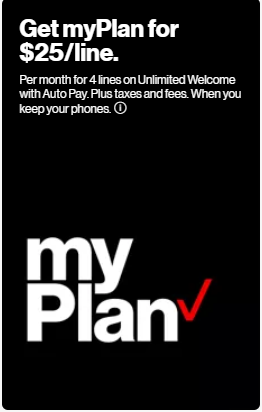 Get myPlan for
$25/line.
Per month for 4 lines on Unlimited Welcome
with Auto Pay. Plus taxes and fees. When you
keep your phones. ⓘ
my
Plan